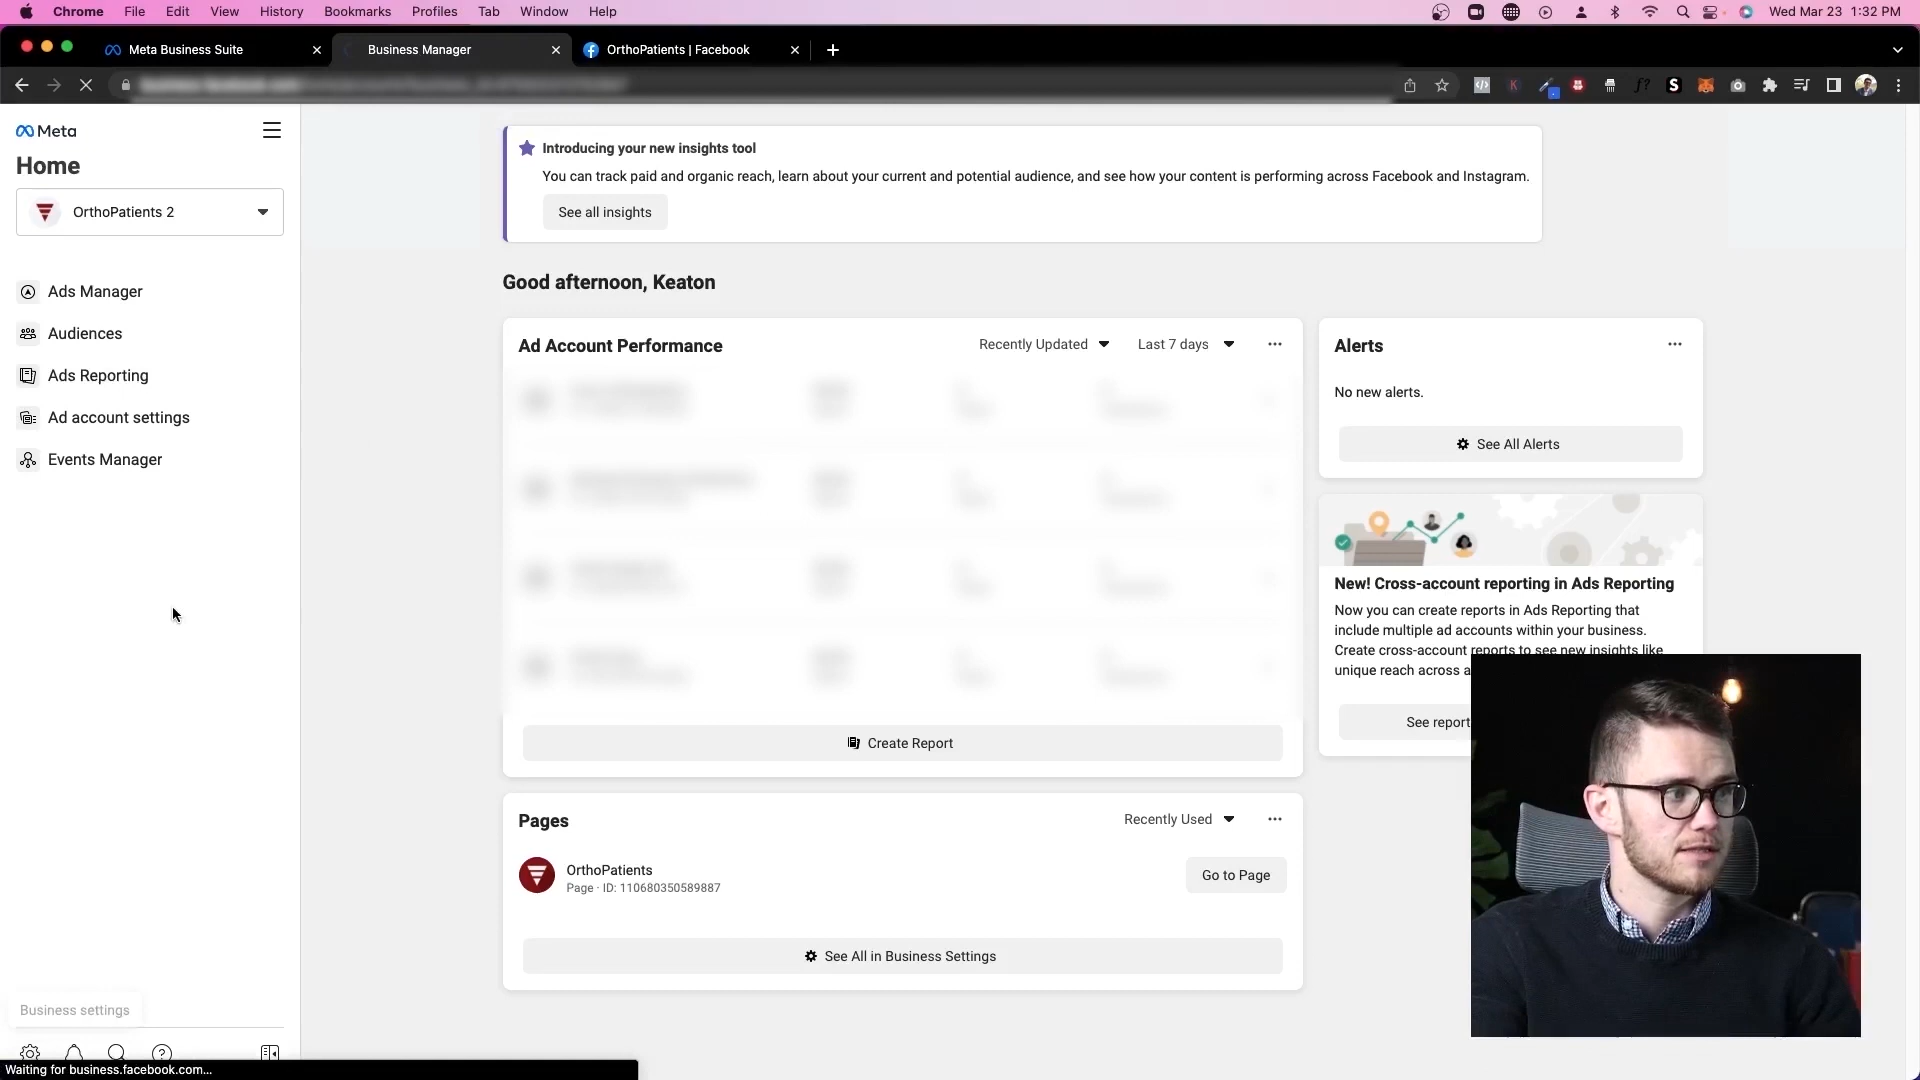 Chrome File Edit View History Bookmarks Profiles Tab Window Help Wed Mar 23 1:32 PM
Meta Business Suite Business Manager OrthoPatients | Facebook
Meta
Home
OrthoPatients 2
Ads Manager
Audiences
Ads Reporting
Ad account settings
Events Manager
Business settings
Waiting for business.facebook.com...
Introducing your new insights tool
You can track paid and organic reach, learn about your current and potential audience, and see how your content is performing across Facebook and Instagram.
See all insights
Good afternoon, Keaton
Ad Account Performance Recently Updated Last 7 days
Create Report
Pages Recently Used
OrthoPatients
Page · ID: 110680350589887
Go to Page
See All in Business Settings
Alerts
No new alerts.
See All Alerts
New! Cross-account reporting in Ads Reporting
Now you can create reports in Ads Reporting that
include multiple ad accounts within your business.
Create cross-account reports to see new insights like
unique reach across
See report